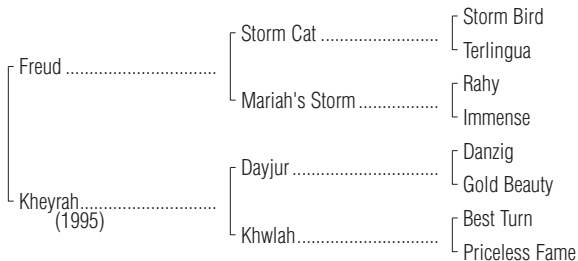 Storm Bird
Storm Cat ........................
Terlingua
Freud ................................
Rahy
Mariah's Storm .................
Immense
Danzig
Dayjur ...............................
Gold Beauty
Kheyrah.............................
(1995)
Best Turn
Khwlah..............................
Priceless Fame